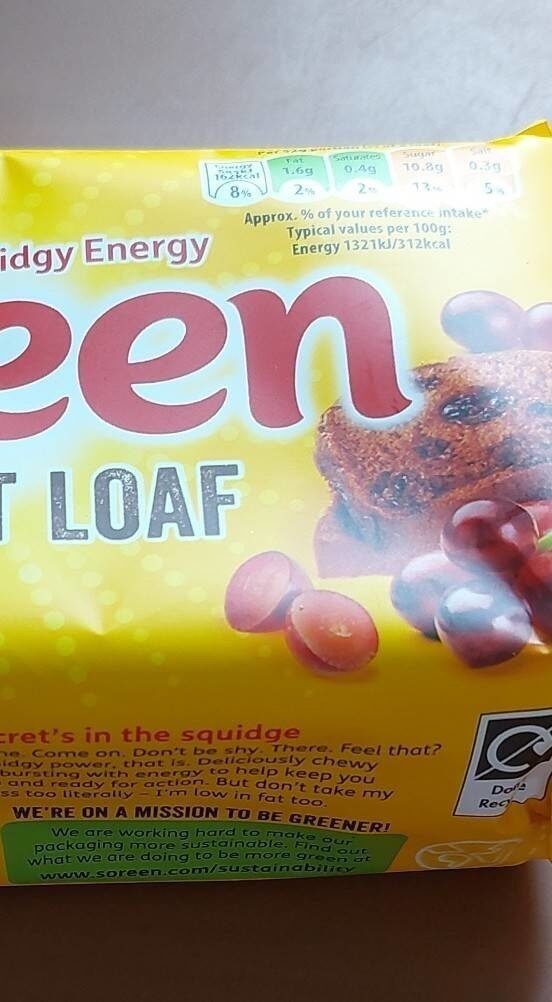 Fat Saturates Sugar Salt
162kcal 1.6g 0.4g 10.8g 0.3g
8% 2% 2% 12% 5%
Approx. % of your reference intake*
Typical values per 100g:
Energy 1321kJ/312kcal
idgy Energy
een
T LOAF
cret's in the squidge
ne. Come on. Don't be shy. There. Feel that?
idgy power, that is. Deliciously chewy
bursting with energy to help keep you
and ready for action. But don't take my
ss too literally – I'm low in fat too.
WE'RE ON A MISSION TO BE GREENER!
We are working hard to make our
packaging more sustainable. Find out
what we are doing to be more green at
www.soreen.com/sustainability
Rec